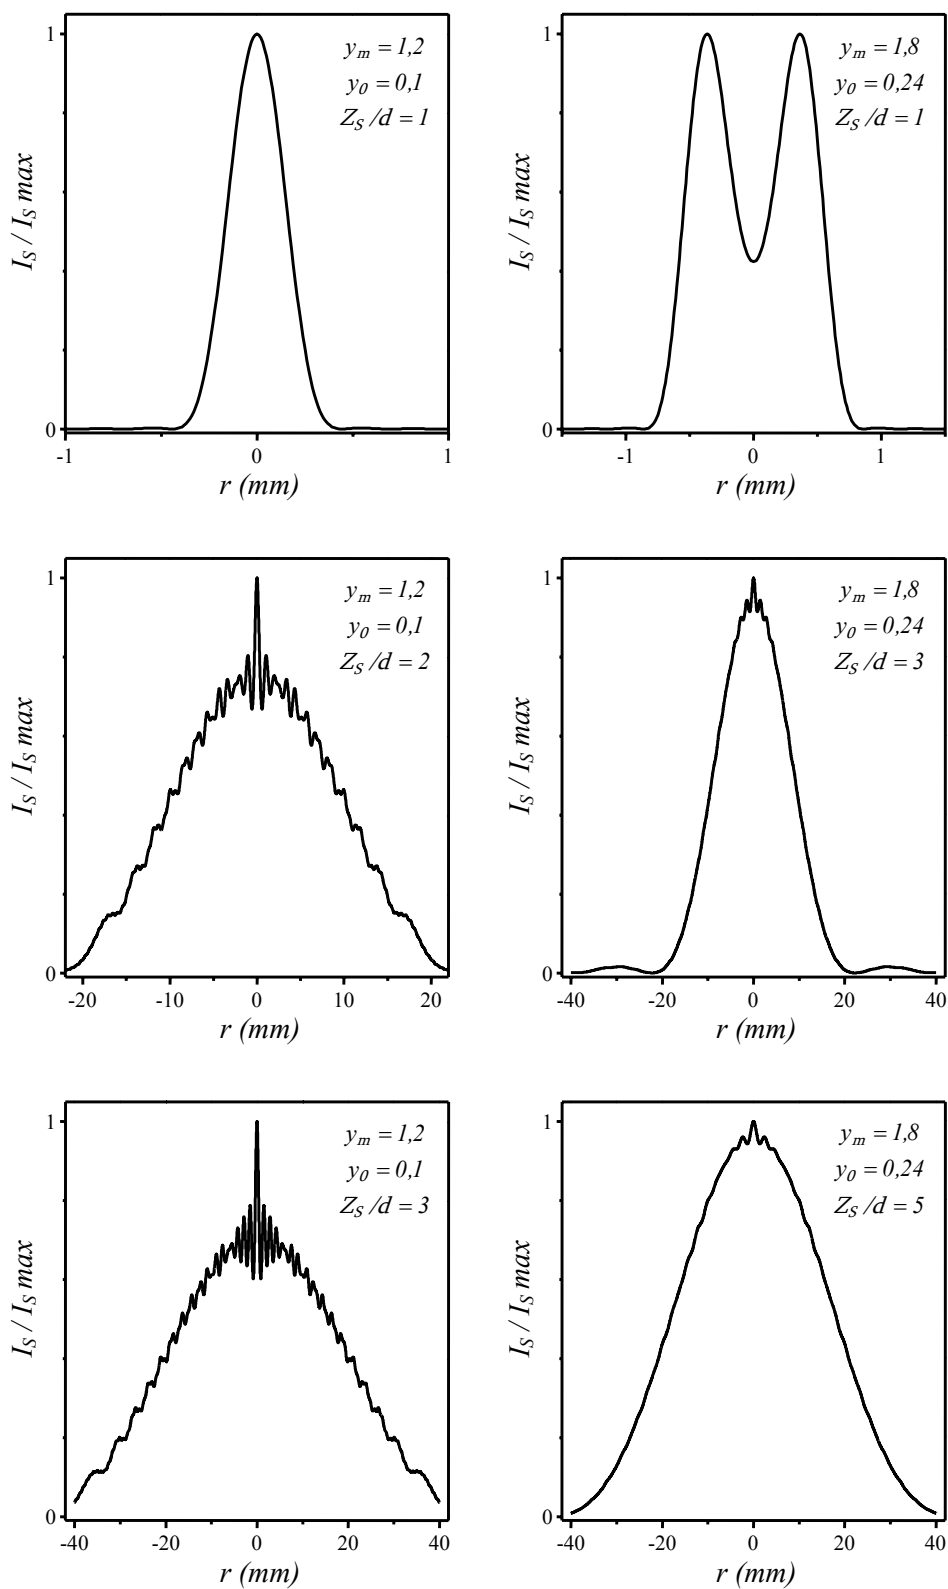 1
I_S / I_S max
y_m = 1,2
y_0 = 0,1
Z_S /d = 1
0
-1 0 1
r (mm)
1
I_S / I_S max
y_m = 1,8
y_0 = 0,24
Z_S /d = 1
0
-1 0 1
r (mm)
1
I_S / I_S max
y_m = 1,2
y_0 = 0,1
Z_S /d = 2
0
-20 -10 0 10 20
r (mm)
1
I_S / I_S max
y_m = 1,8
y_0 = 0,24
Z_S /d = 3
0
-40 -20 0 20 40
r (mm)
1
I_S / I_S max
y_m = 1,2
y_0 = 0,1
Z_S /d = 3
0
-40 -20 0 20 40
r (mm)
1
I_S / I_S max
y_m = 1,8
y_0 = 0,24
Z_S /d = 5
0
-40 -20 0 20 40
r (mm)